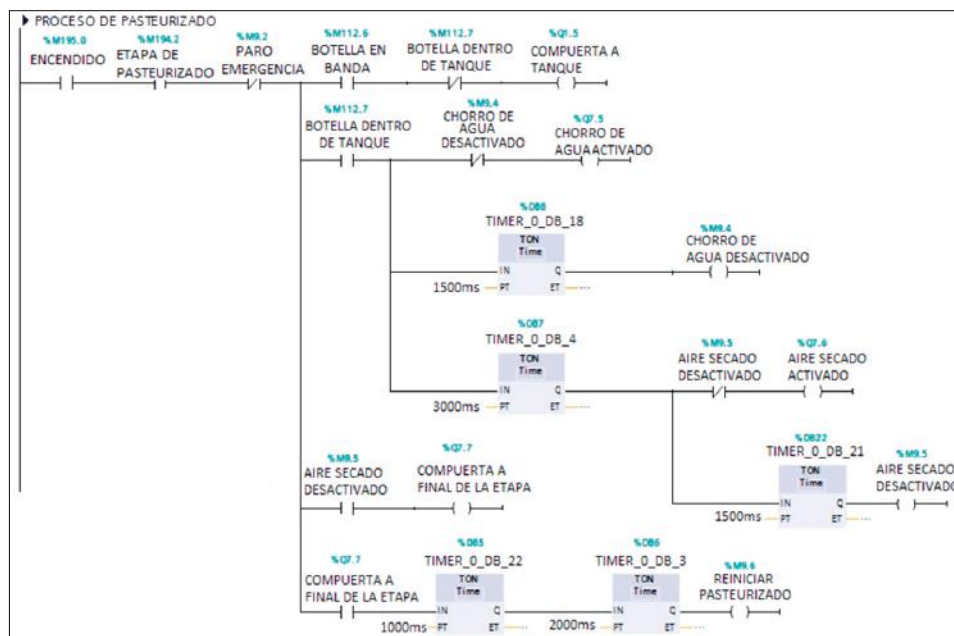 PROCESO DE PASTEURIZADO
%M195.0
ENCENDIDO
%M194.2
ETAPA DE
PASTEURIZADO
%M9.2
PARO
EMERGENCIA
%M112.6
BOTELLA EN
BANDA
%M112.7
BOTELLA DENTRO
DE TANQUE
%Q1.5
COMPUERTA A
TANQUE
%M112.7
BOTELLA DENTRO
DE TANQUE
%M9.4
CHORRO DE
AGUA
DESACTIVADO
%Q7.5
CHORRO DE
AGUA ACTIVADO
%DB8
TIMER_0_DB_18
TON
Time
IN Q
1500ms PT ET
%M9.4
CHORRO DE
AGUA DESACTIVADO
%DB7
TIMER_0_DB_4
TON
Time
IN Q
3000ms PT ET
%M9.5
AIRE SECADO
DESACTIVADO
%Q7.6
AIRE SECADO
ACTIVADO
%DB22
TIMER_0_DB_21
TON
Time
IN Q
1500ms PT ET
%M9.5
AIRE SECADO
DESACTIVADO
%M9.5
AIRE SECADO
DESACTIVADO
%Q7.7
COMPUERTA A
FINAL DE LA ETAPA
%Q7.7
COMPUERTA A
FINAL DE LA ETAPA
%DB5
TIMER_0_DB_22
TON
Time
IN Q
1000ms PT ET
%DB6
TIMER_0_DB_3
TON
Time
IN Q
2000ms PT ET
%M9.6
REINICIAR
PASTEURIZADO